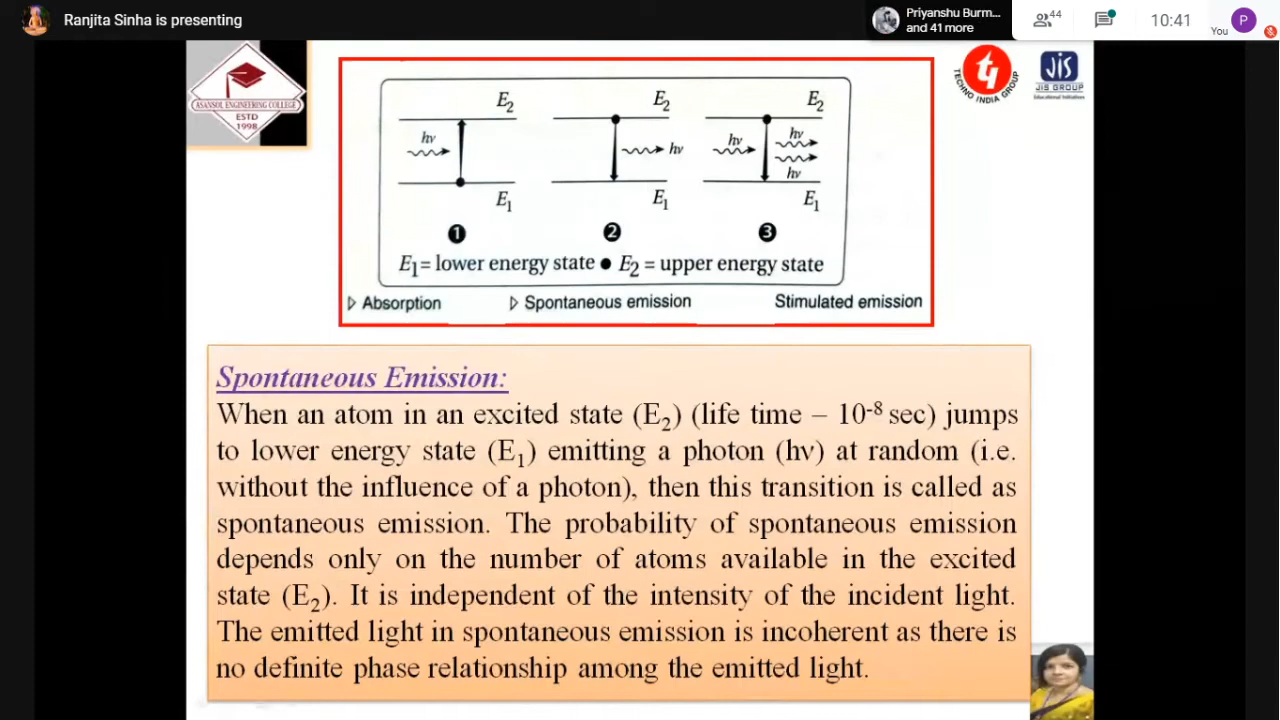 Ranjita Sinha is presenting
Priyanshu Burm...
and 41 more
44
10:41
You
P
ASANSOL ENGINEERING COLLEGE
ESTD
1998
TECHNO INDIA GROUP
JIS
JIS GROUP
Educational Initiatives
E₂ E₂ E₂
hν hν hν hν
hν
E₁ E₁ E₁
❶ ❷ ❸
E₁= lower energy state ● E₂ = upper energy state
▷ Absorption ▷ Spontaneous emission Stimulated emission
Spontaneous Emission:
When an atom in an excited state (E₂) (life time – 10⁻⁸ sec) jumps
to lower energy state (E₁) emitting a photon (hν) at random (i.e.
without the influence of a photon), then this transition is called as
spontaneous emission. The probability of spontaneous emission
depends only on the number of atoms available in the excited
state (E₂). It is independent of the intensity of the incident light.
The emitted light in spontaneous emission is incoherent as there is
no definite phase relationship among the emitted light.